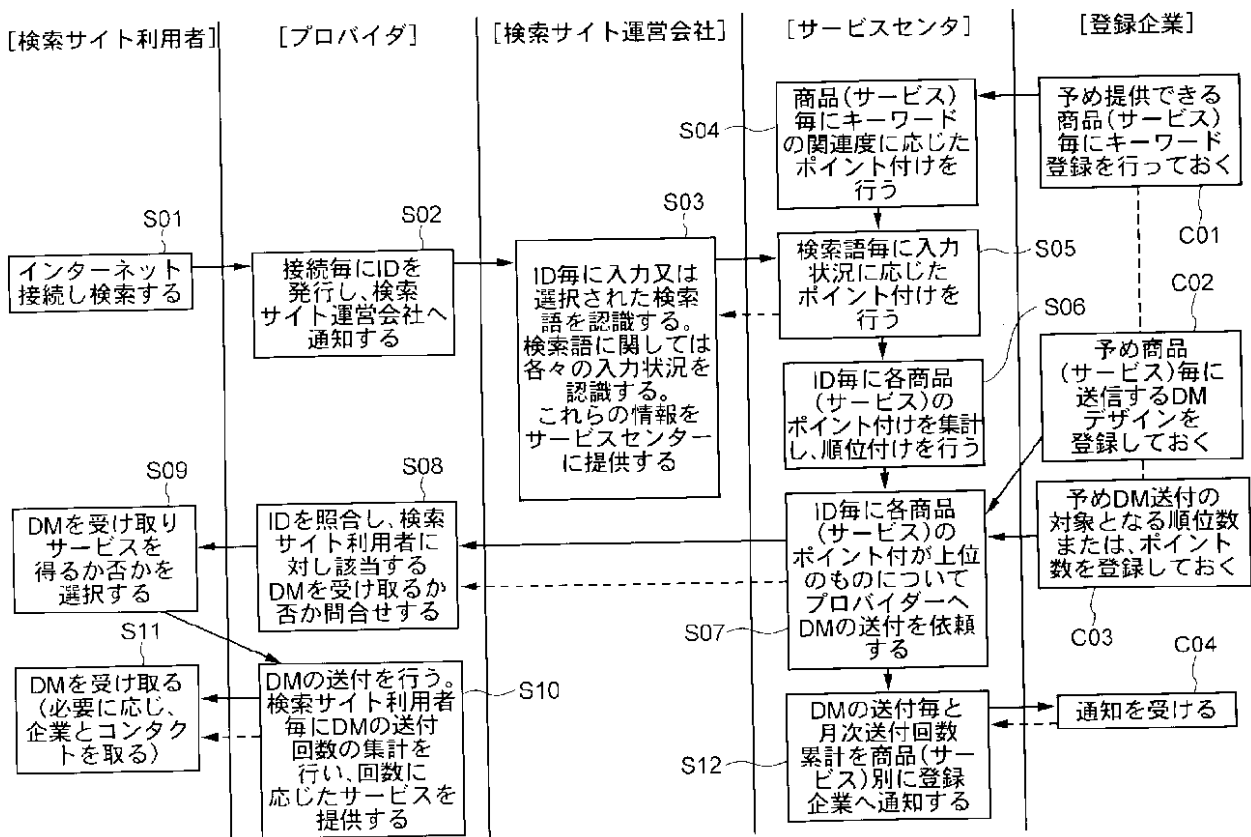 [検索サイト利用者]
[プロバイダ]
[検索サイト運営会社]
[サービスセンタ]
[登録企業]
S01
インターネット
接続し検索する
S02
接続毎にIDを
発行し、検索
サイト運営会社へ
通知する
S03
ID毎に入力又は
選択された検索
語を認識する。
検索語に関しては
各々の入力状況を
認識する。
これらの情報を
サービスセンター
に提供する
S04
商品(サービス)
毎にキーワード
の関連度に応じた
ポイント付けを
行う
予め提供できる
商品(サービス)
毎にキーワード
登録を行っておく
C01
S05
検索語毎に入力
状況に応じた
ポイント付けを
行う
S06
ID毎に各商品
(サービス)の
ポイント付けを集計
し、順位付けを行う
C02
予め商品
(サービス)毎に
送信するDM
デザインを
登録しておく
S07
ID毎に各商品
(サービス)の
ポイント付が上位
のものについて
プロバイダーへ
DMの送付を依頼
する
予めDM送付の
対象となる順位数
または、ポイント
数を登録しておく
C03
S08
IDを照合し、検索
サイト利用者に
対し該当する
DMを受け取るか
否か問合せする
S09
DMを受け取り
サービスを
得るか否かを
選択する
S10
DMの送付を行う。
検索サイト利用者
毎にDMの送付
回数の集計を
行い、回数に
応じたサービスを
提供する
S11
DMを受け取る
(必要に応じ、
企業とコンタク
トを取る)
S12
DMの送付毎と
月次送付回数
累計を商品(サー
ビス)別に登録
企業へ通知する
C04
通知を受ける